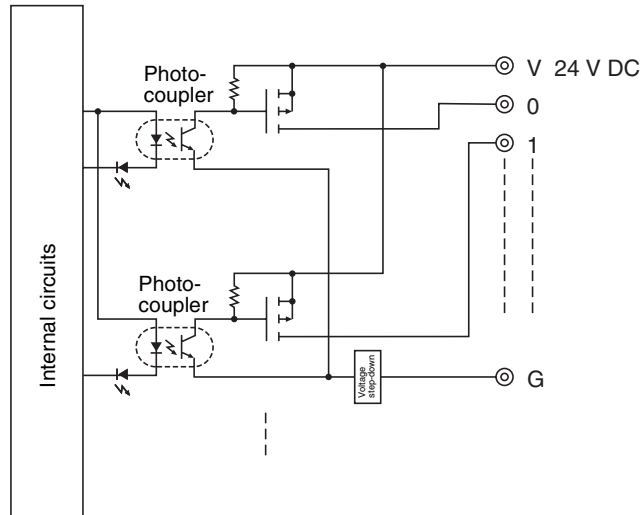 Photo-
coupler
V 24 V DC
0
1
Internal circuits
Photo-
coupler
Voltage
step-down
G